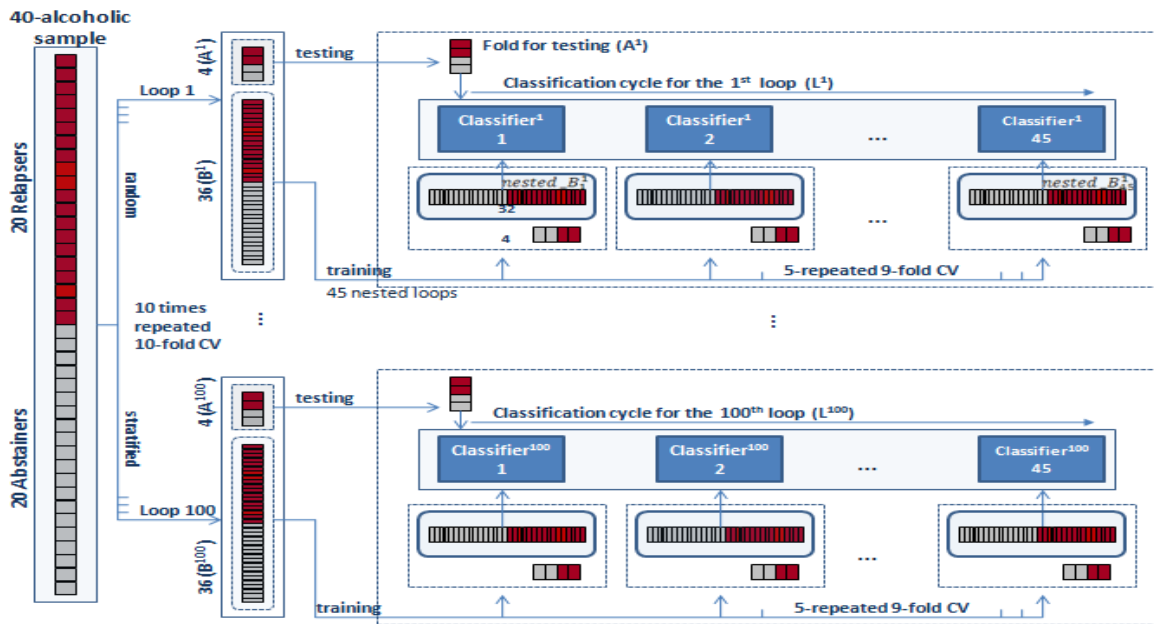 40-alcoholic
sample
20 Relapsers
20 Abstainers
Loop 1
random
10 times
repeated
10-fold CV
stratified
Loop 100
4 (A¹)
36 (B¹)
testing
Fold for testing (A¹)
Classification cycle for the 1ˢᵗ loop (L¹)
Classifier¹
1
Classifier¹
2
...
Classifier¹
45
nested_B¹₁
32
4
...
nested_B¹₄₅
training
45 nested loops
5-repeated 9-fold CV
...
...
4 (A¹⁰⁰)
36 (B¹⁰⁰)
testing
Classification cycle for the 100ᵗʰ loop (L¹⁰⁰)
Classifier¹⁰⁰
1
Classifier¹⁰⁰
2
...
Classifier¹⁰⁰
45
...
training
5-repeated 9-fold CV